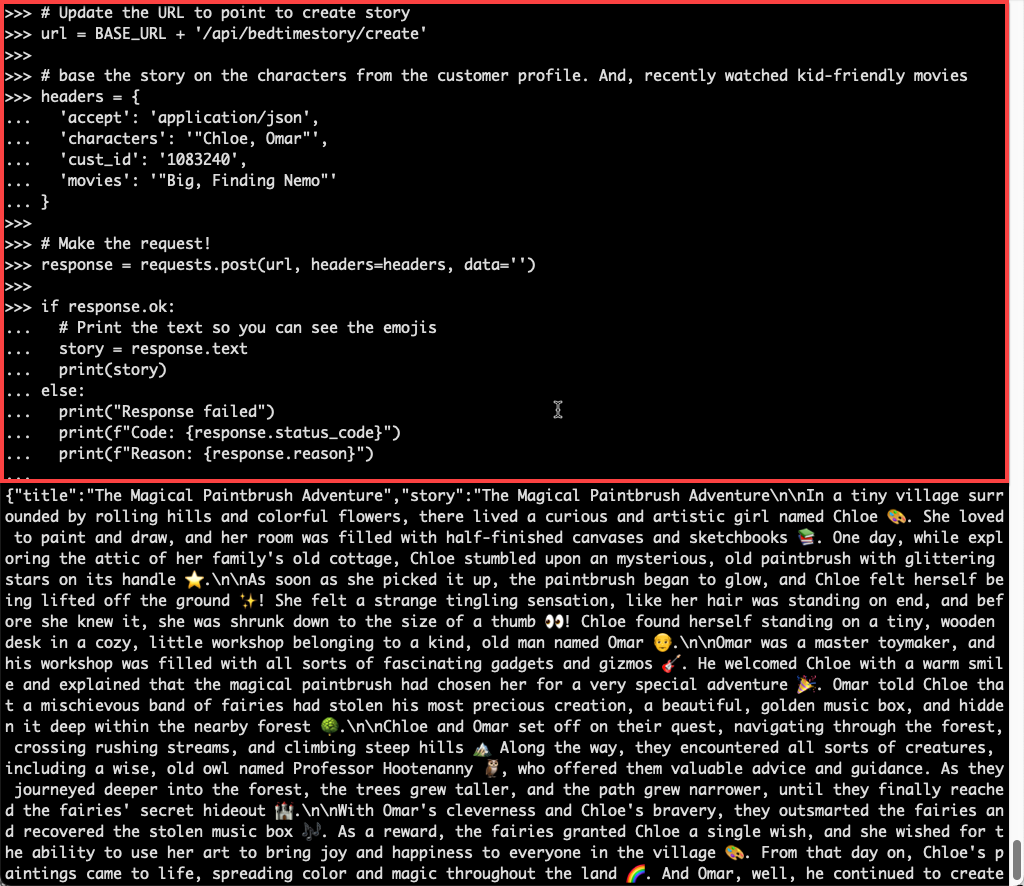 >>> # Update the URL to point to create story
>>> url = BASE_URL + '/api/bedtimestory/create'
>>>
>>> # base the story on the characters from the customer profile. And, recently watched kid-friendly movies
>>> headers = {
...   'accept': 'application/json',
...   'characters': '"Chloe, Omar"',
...   'cust_id': '1083240',
...   'movies': '"Big, Finding Nemo"'
... }
>>>
>>> # Make the request!
>>> response = requests.post(url, headers=headers, data='')
>>>
>>> if response.ok:
...   # Print the text so you can see the emojis
...   story = response.text
...   print(story)
... else:
...   print("Response failed")
...   print(f"Code: {response.status_code}")
...   print(f"Reason: {response.reason}")
...
{"title":"The Magical Paintbrush Adventure","story":"The Magical Paintbrush Adventure\n\nIn a tiny village surr
ounded by rolling hills and colorful flowers, there lived a curious and artistic girl named Chloe 🎨. She loved
 to paint and draw, and her room was filled with half-finished canvases and sketchbooks 📚. One day, while expl
oring the attic of her family's old cottage, Chloe stumbled upon an mysterious, old paintbrush with glittering
stars on its handle ⭐.\n\nAs soon as she picked it up, the paintbrush began to glow, and Chloe felt herself be
ing lifted off the ground ✨! She felt a strange tingling sensation, like her hair was standing on end, and bef
ore she knew it, she was shrunk down to the size of a thumb 👀! Chloe found herself standing on a tiny, wooden
desk in a cozy, little workshop belonging to a kind, old man named Omar 👴.\n\nOmar was a master toymaker, and
his workshop was filled with all sorts of fascinating gadgets and gizmos 🎸. He welcomed Chloe with a warm smil
e and explained that the magical paintbrush had chosen her for a very special adventure 🎉. Omar told Chloe tha
t a mischievous band of fairies had stolen his most precious creation, a beautiful, golden music box, and hidde
n it deep within the nearby forest 🌳.\n\nChloe and Omar set off on their quest, navigating through the forest,
 crossing rushing streams, and climbing steep hills 🏔 Along the way, they encountered all sorts of creatures,
including a wise, old owl named Professor Hootenanny 🦉, who offered them valuable advice and guidance. As they
 journeyed deeper into the forest, the trees grew taller, and the path grew narrower, until they finally reache
d the fairies' secret hideout 🏰.\n\nWith Omar's cleverness and Chloe's bravery, they outsmarted the fairies an
d recovered the stolen music box 🎶. As a reward, the fairies granted Chloe a single wish, and she wished for t
he ability to use her art to bring joy and happiness to everyone in the village 🎨. From that day on, Chloe's p
aintings came to life, spreading color and magic throughout the land 🌈. And Omar, well, he continued to create